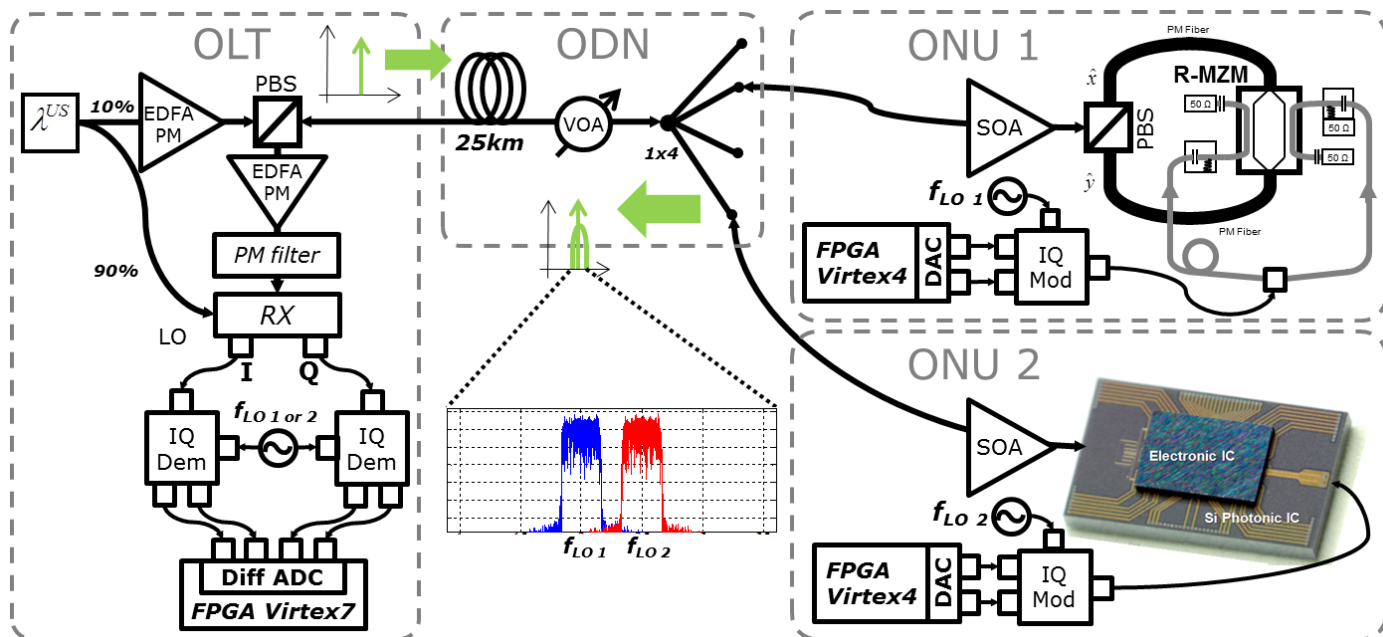 OLT
λ^US
10%
EDFA
PM
PBS
EDFA
PM
PM filter
90%
RX
LO
I
Q
f_LO 1 or 2
IQ
Dem
IQ
Dem
Diff ADC
FPGA Virtex7
ODN
25km
VOA
1x4
f_LO 1
f_LO 2
ONU 1
SOA
PBS
x̂
ŷ
PM Fiber
R-MZM
50 Ω
50 Ω
50 Ω
PM Fiber
f_LO 1
FPGA
Virtex4
DAC
IQ
Mod
ONU 2
SOA
Electronic IC
Si Photonic IC
f_LO 2
FPGA
Virtex4
DAC
IQ
Mod